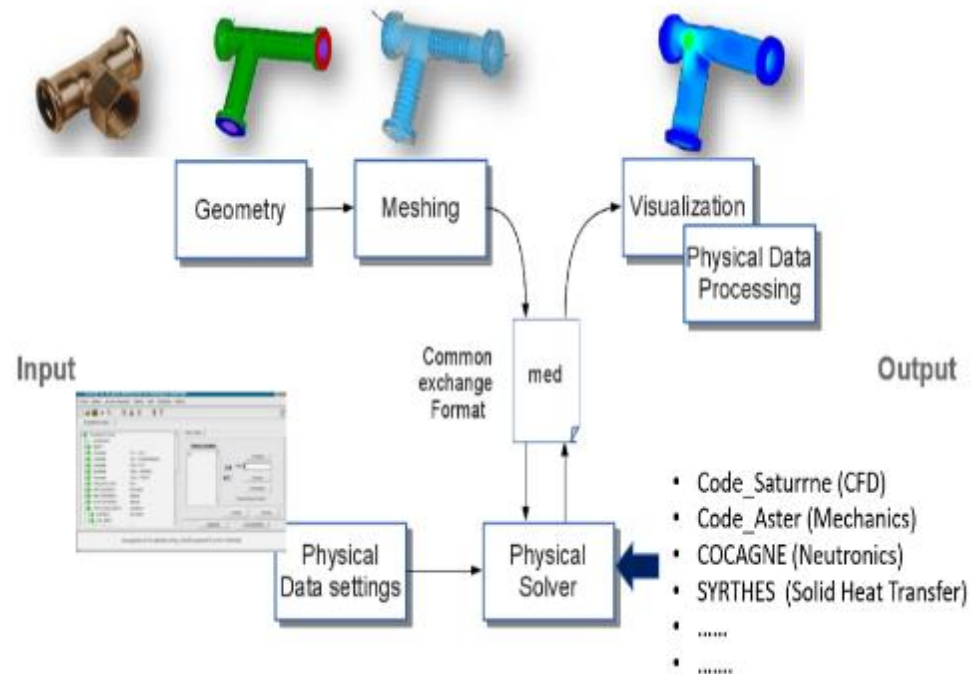 Geometry
Meshing
Visualization
Physical Data
Processing
Input
Common
exchange
Format
med
Output
Physical
Data settings
Physical
Solver
• Code_Saturrne (CFD)
• Code_Aster (Mechanics)
• COCAGNE (Neutronics)
• SYRTHES (Solid Heat Transfer)
• ......
• .......